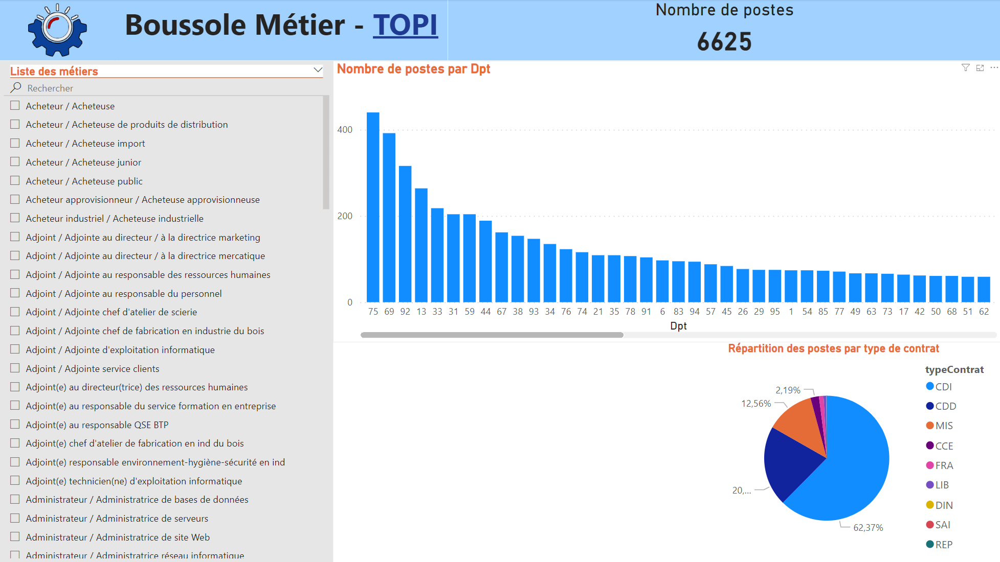 Boussole Métier - TOPI
Nombre de postes
6625
Liste des métiers
Rechercher
Acheteur / Acheteuse
Acheteur / Acheteuse de produits de distribution
Acheteur / Acheteuse import
Acheteur / Acheteuse junior
Acheteur / Acheteuse public
Acheteur approvisionneur / Acheteuse approvisionneuse
Acheteur industriel / Acheteuse industrielle
Adjoint / Adjointe au directeur / à la directrice marketing
Adjoint / Adjointe au directeur / à la directrice mercatique
Adjoint / Adjointe au responsable des ressources humaines
Adjoint / Adjointe au responsable du personnel
Adjoint / Adjointe chef d'atelier de scierie
Adjoint / Adjointe chef de fabrication en industrie du bois
Adjoint / Adjointe d'exploitation informatique
Adjoint / Adjointe service clients
Adjoint(e) au directeur(trice) des ressources humaines
Adjoint(e) au responsable du service formation en entreprise
Adjoint(e) au responsable QSE BTP
Adjoint(e) chef d'atelier de fabrication en ind du bois
Adjoint(e) responsable environnement-hygiène-sécurité en ind
Adjoint(e) technicien(ne) d'exploitation informatique
Administrateur / Administratrice de bases de données
Administrateur / Administratrice de serveurs
Administrateur / Administratrice de site Web
Administrateur / Administratrice réseau informatique
Nombre de postes par Dpt
400
200
0
75 69 92 13 33 31 59 44 67 38 93 34 76 74 21 35 78 91 6 83 94 57 45 26 29 95 1 54 85 77 49 63 73 17 42 50 68 51 62
Dpt
Répartition des postes par type de contrat
2,19%
12,56%
20,...
62,37%
typeContrat
CDI
CDD
MIS
CCE
FRA
LIB
DIN
SAI
REP